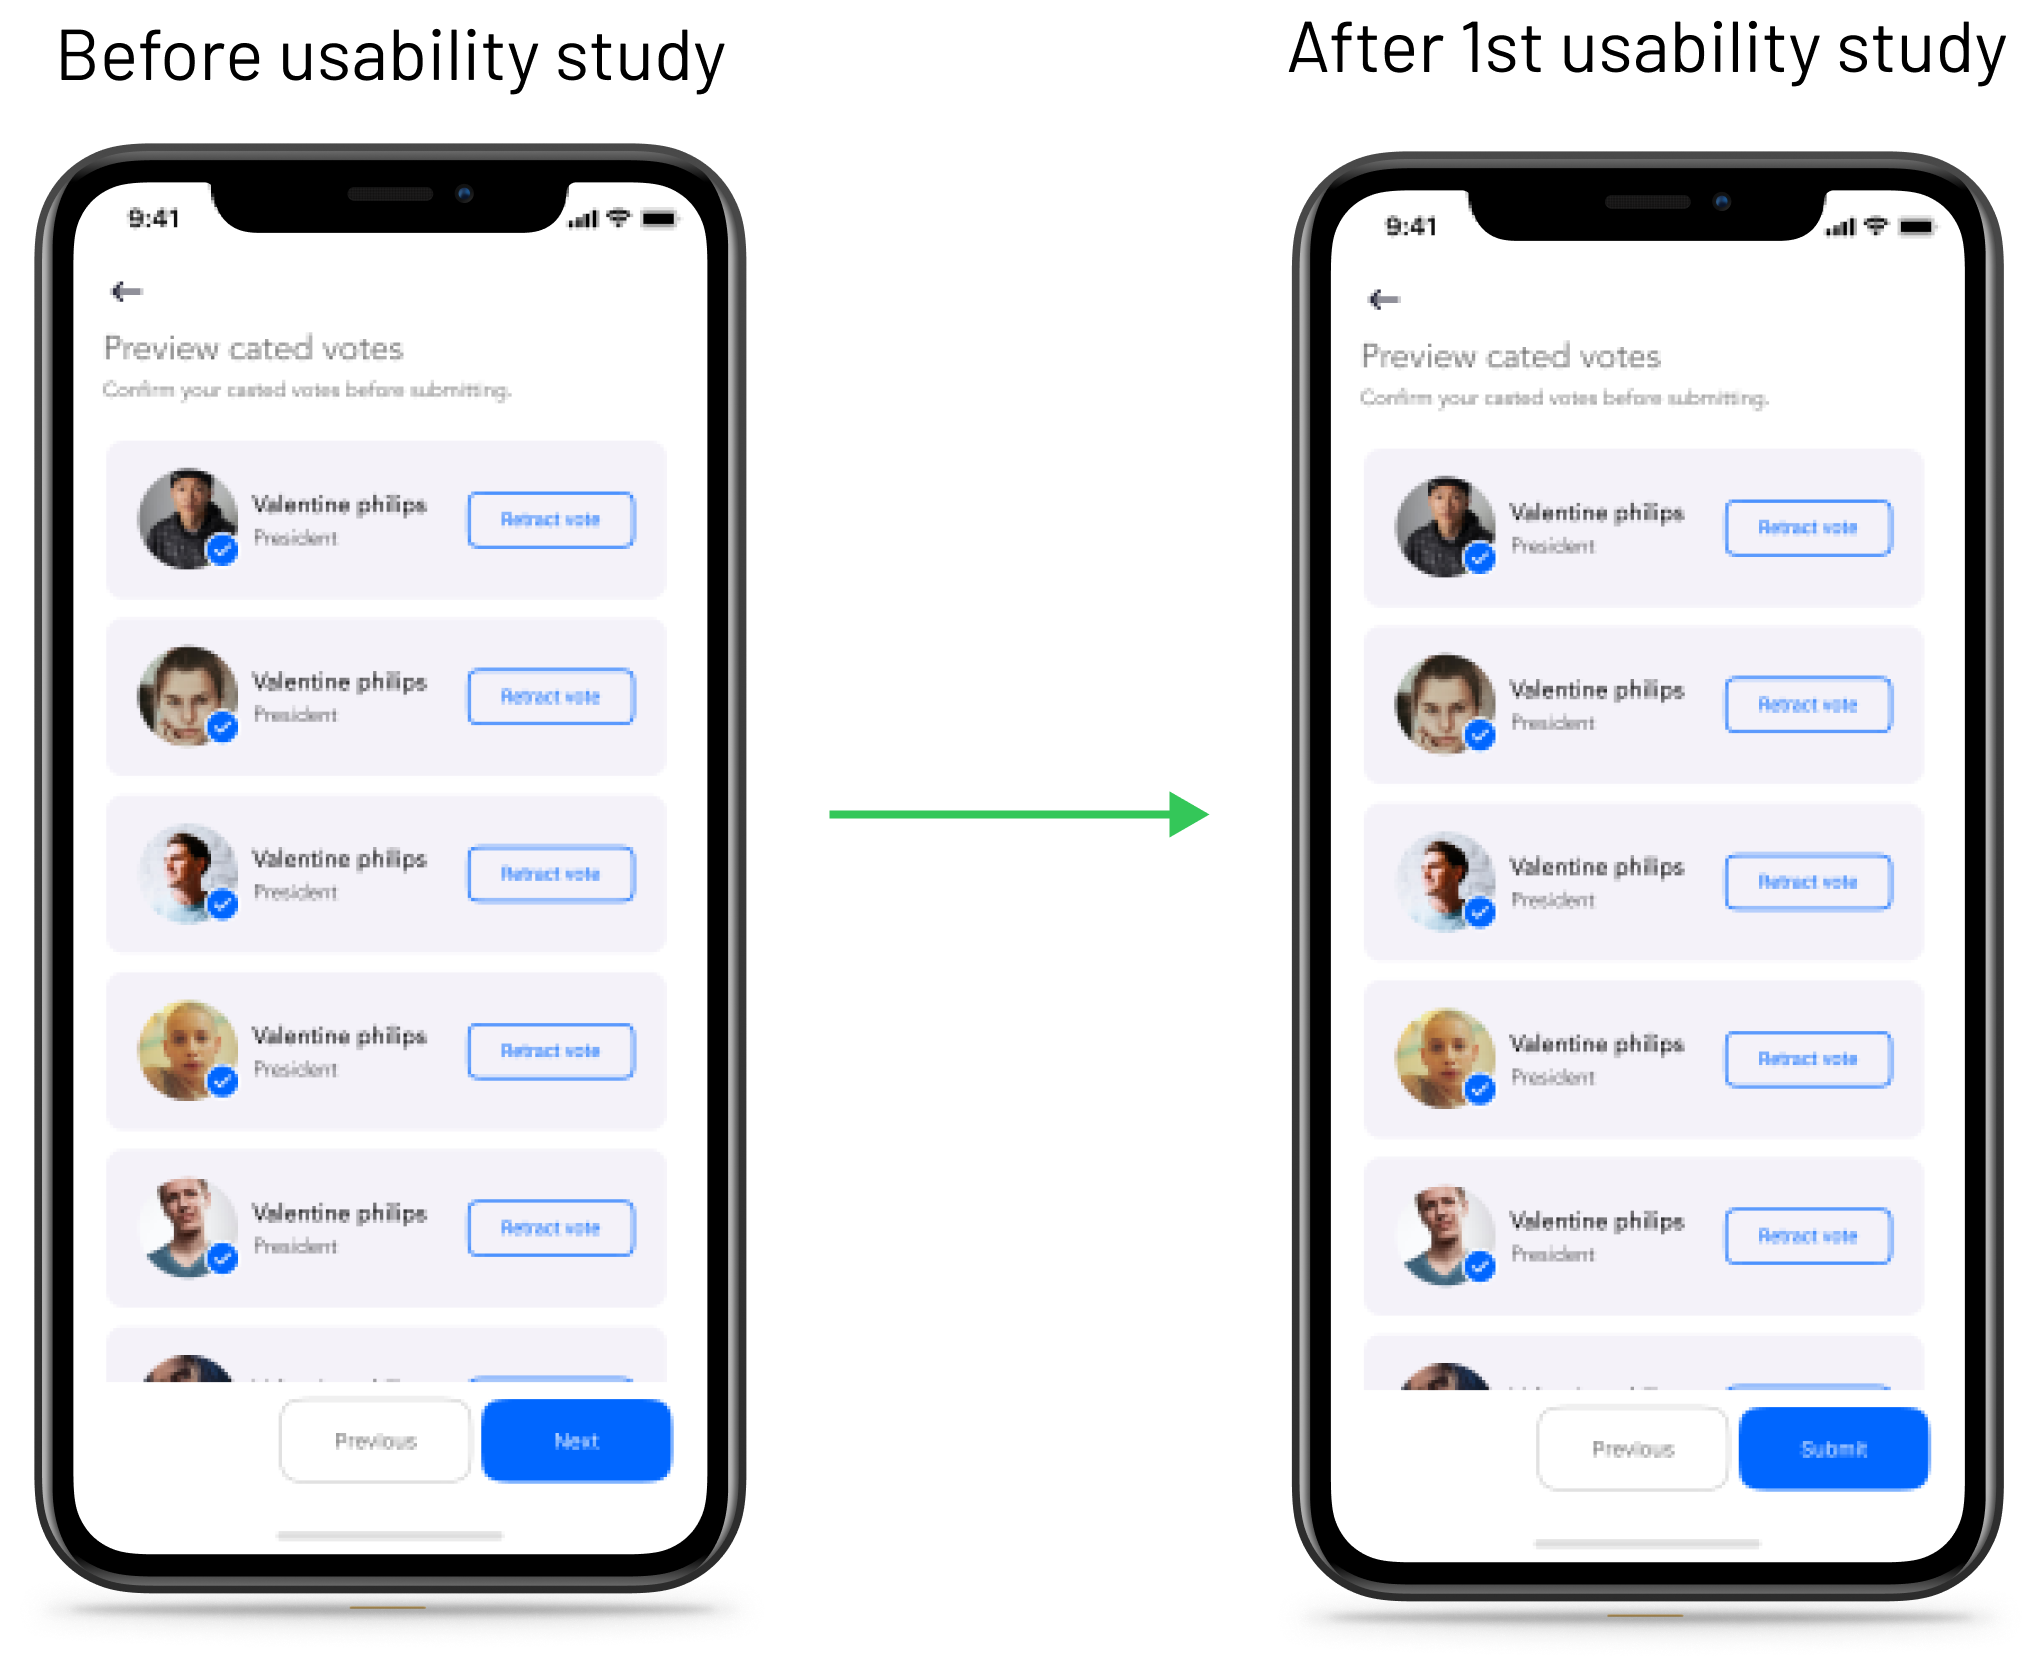 Before usability study
9:41
Preview cated votes
Confirm your casted votes before submitting.
Valentine philips
President
Retract vote
Valentine philips
President
Retract vote
Valentine philips
President
Retract vote
Valentine philips
President
Retract vote
Valentine philips
President
Retract vote
Previous
Next
After 1st usability study
9:41
Preview cated votes
Confirm your casted votes before submitting.
Valentine philips
President
Retract vote
Valentine philips
President
Retract vote
Valentine philips
President
Retract vote
Valentine philips
President
Retract vote
Valentine philips
President
Retract vote
Previous
Submit